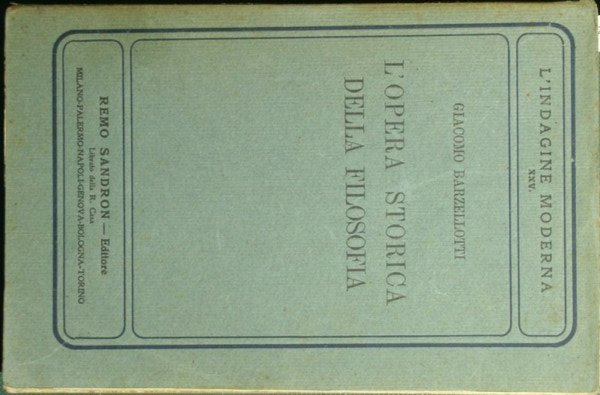 L'INDAGINE MODERNA
XXV.
GIACOMO BARZELLOTTI
L'OPERA STORICA
DELLA FILOSOFIA
REMO SANDRON — Editore
Libraio della R. Casa
MILANO-PALERMO-NAPOLI-GENOVA-BOLOGNA-TORINO